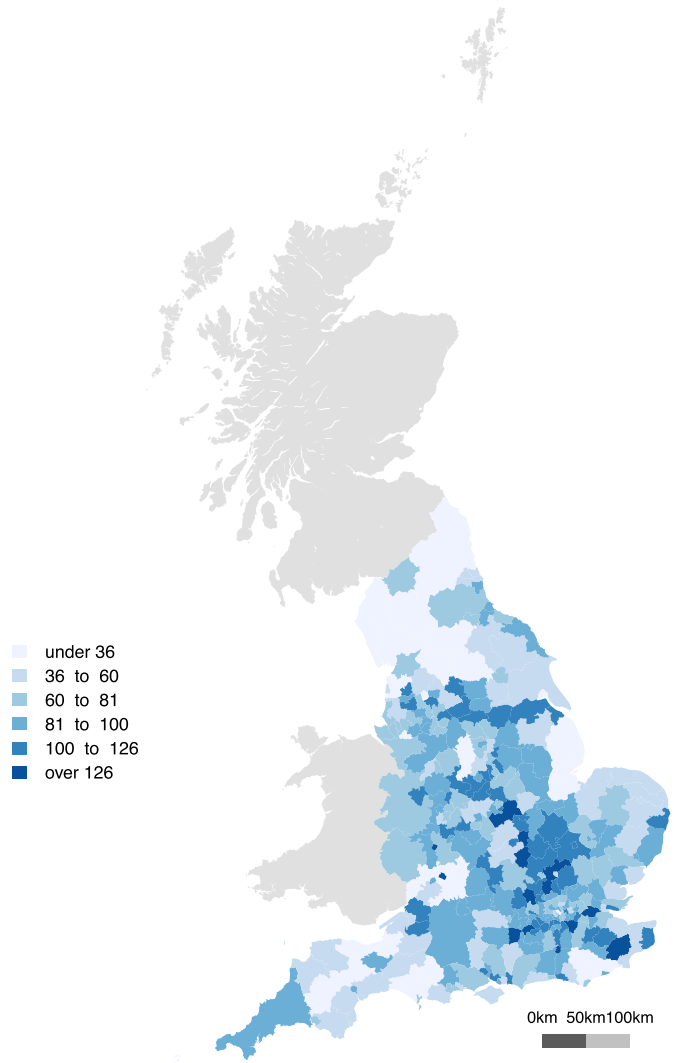 under 36
36 to 60
60 to 81
81 to 100
100 to 126
over 126
0km 50km100km